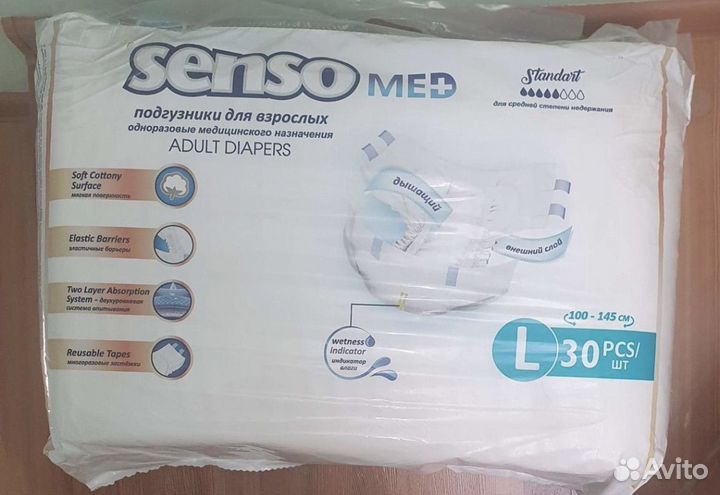 senso MED
Standart
для средней степени недержания
подгузники для взрослых
одноразовые медицинского назначения
ADULT DIAPERS
Soft Cottony
Surface
мягкая поверхность
дышащий
внешний слой
Elastic Barriers
эластичные барьеры
Two Layer Absorption
System - двухуровневая
система впитывания
Reusable Tapes
многоразовые застёжки
wetness
indicator
индикатор
влаги
100 - 145 см
L 30 PCS/
ШТ
Avito